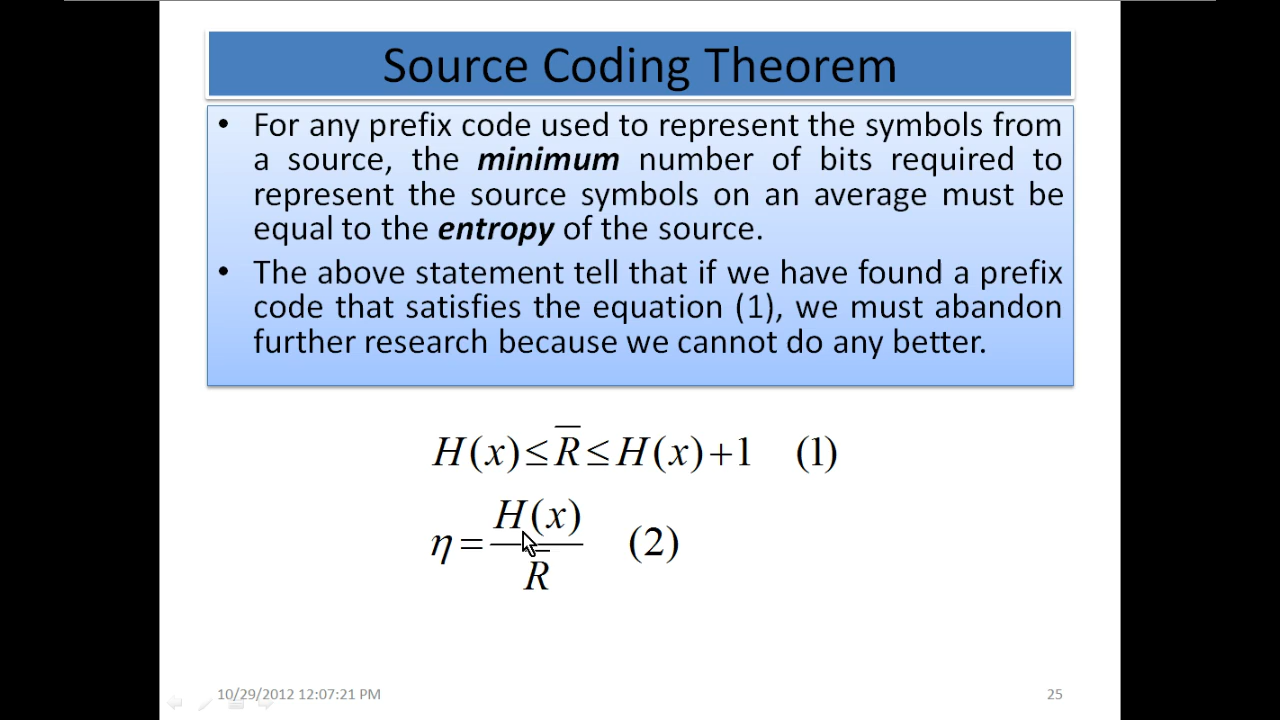 Source Coding Theorem
• For any prefix code used to represent the symbols from
a source, the minimum number of bits required to
represent the source symbols on an average must be
equal to the entropy of the source.
• The above statement tell that if we have found a prefix
code that satisfies the equation (1), we must abandon
further research because we cannot do any better.
H(x) ≤ R̅ ≤ H(x)+1 (1)
η = H(x) / R̅ (2)
10/29/2012 12:07:21 PM 25